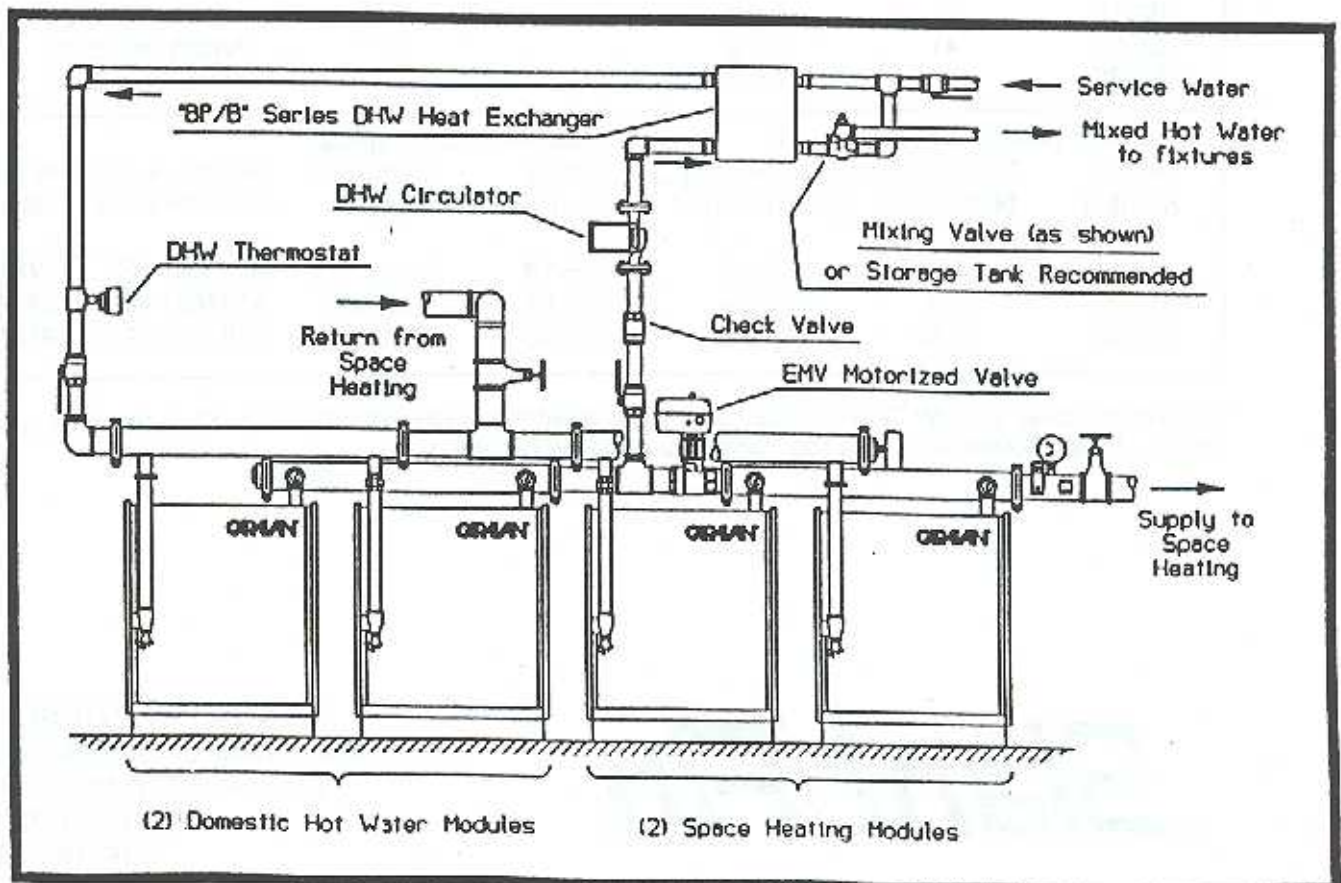 Service Water
"BP/B" Series DHW Heat Exchanger
Mixed Hot Water
to fixtures
DHW Circulator
Mixing Valve (as shown)
or Storage Tank Recommended
DHW Thermostat
Check Valve
Return from
Space
Heating
EMV Motorized Valve
Supply to
Space
Heating
(2) Domestic Hot Water Modules
(2) Space Heating Modules